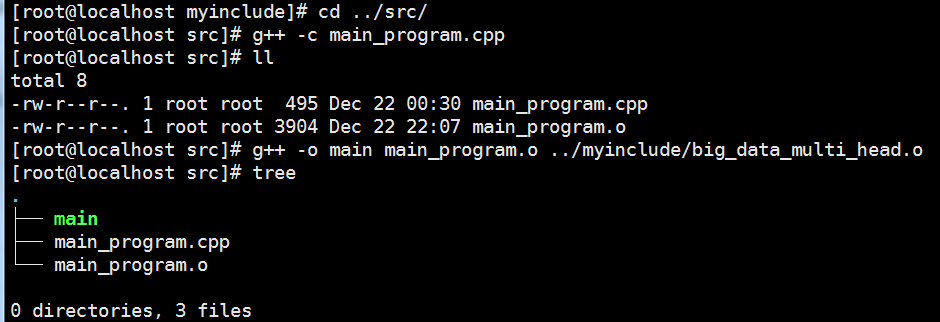 [root@localhost myinclude]# cd ../src/
[root@localhost src]# g++ -c main_program.cpp
[root@localhost src]# ll
total 8
-rw-r--r--. 1 root root  495 Dec 22 00:30 main_program.cpp
-rw-r--r--. 1 root root 3904 Dec 22 22:07 main_program.o
[root@localhost src]# g++ -o main main_program.o ../myinclude/big_data_multi_head.o
[root@localhost src]# tree
.
├── main
├── main_program.cpp
└── main_program.o
0 directories, 3 files